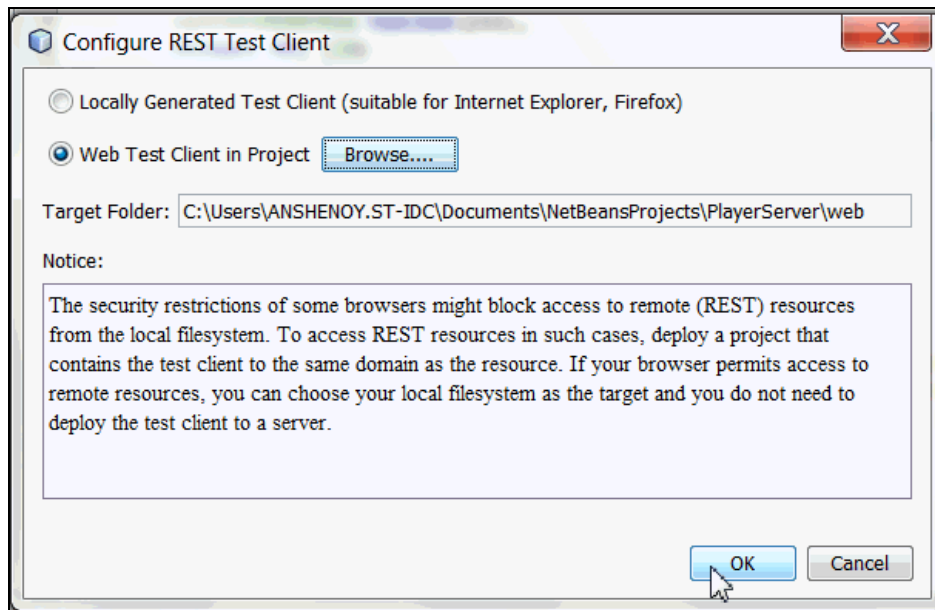 Configure REST Test Client
Locally Generated Test Client (suitable for Internet Explorer, Firefox)
Web Test Client in Project Browse....
Target Folder: C:\Users\ANSHENOY.ST-IDC\Documents\NetBeansProjects\PlayerServer\web
Notice:
The security restrictions of some browsers might block access to remote (REST) resources
from the local filesystem. To access REST resources in such cases, deploy a project that
contains the test client to the same domain as the resource. If your browser permits access to
remote resources, you can choose your local filesystem as the target and you do not need to
deploy the test client to a server.
OK Cancel